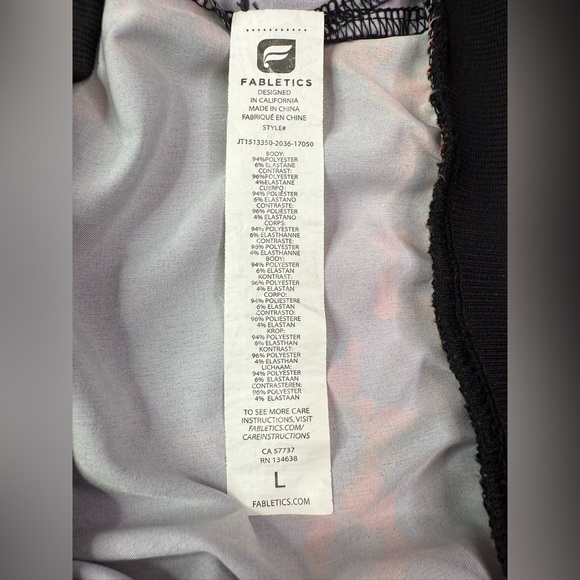 FABLETICS
DESIGNED
IN CALIFORNIA
MADE IN CHINA
FABRIQUÉ EN CHINE
STYLE#
JT1513350-2036-17050
BODY:
94%POLYESTER
6% ELASTANE
CONTRAST:
96%POLYESTER
4%ELASTANE
CUERPO:
94% POLIÉSTER
6% ELASTANO
CONTRASTE:
96% POLIÉSTER
4% ELASTANO
CORPS:
94% POLYESTER
6% ELASTHANNE
CONTRASTE:
96% POLYESTER
4% ELASTHANNE
BODY:
94% POLYESTER
6% ELASTAN
KONTRAST:
96% POLYESTER
4% ELASTAN
CORPO:
94% POLIESTERE
6% ELASTAN
CONTRASTO:
96% POLIESTERE
4% ELASTAN
KROP:
94% POLYESTER
6% ELASTHAN
KONTRAST:
96% POLYESTER
4% ELASTHAN
LICHAAM:
94% POLYESTER
6% ELASTAAN
CONTRASTEREN:
96% POLYESTER
4% ELASTAAN
TO SEE MORE CARE
INSTRUCTIONS,VISIT
FABLETICS.COM/
CAREINSTRUCTIONS
CA 57737
RN 134638
L
FABLETICS.COM